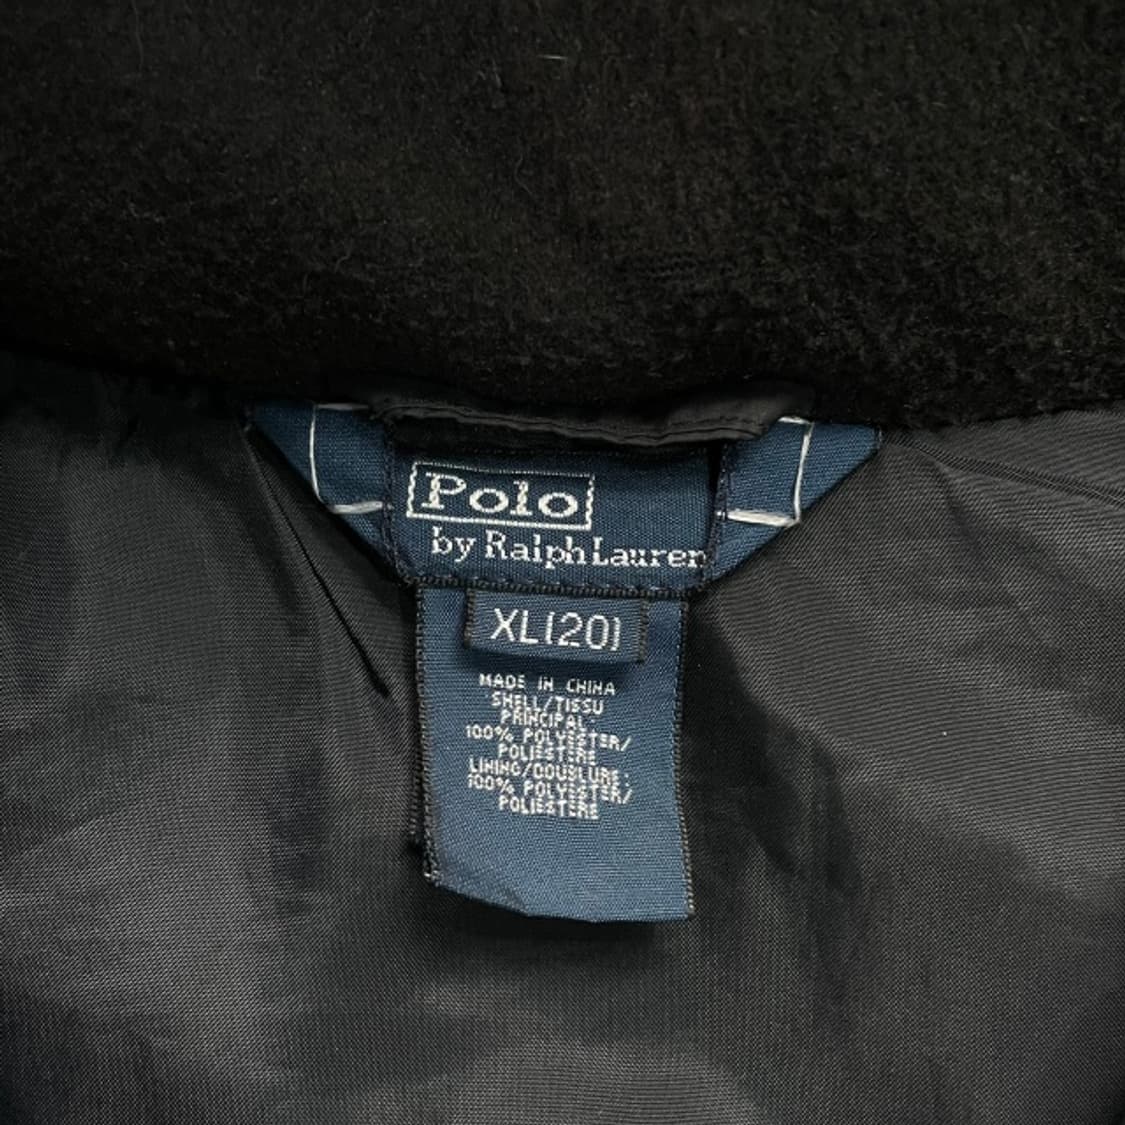 Polo
by Ralph Lauren
XL(20)
MADE IN CHINA
SHELL/TISSU
PRINCIPAL:
100% POLYESTER/
POLIESTERE
LINING/DOUBLURE:
100% POLYESTER/
POLIESTERE